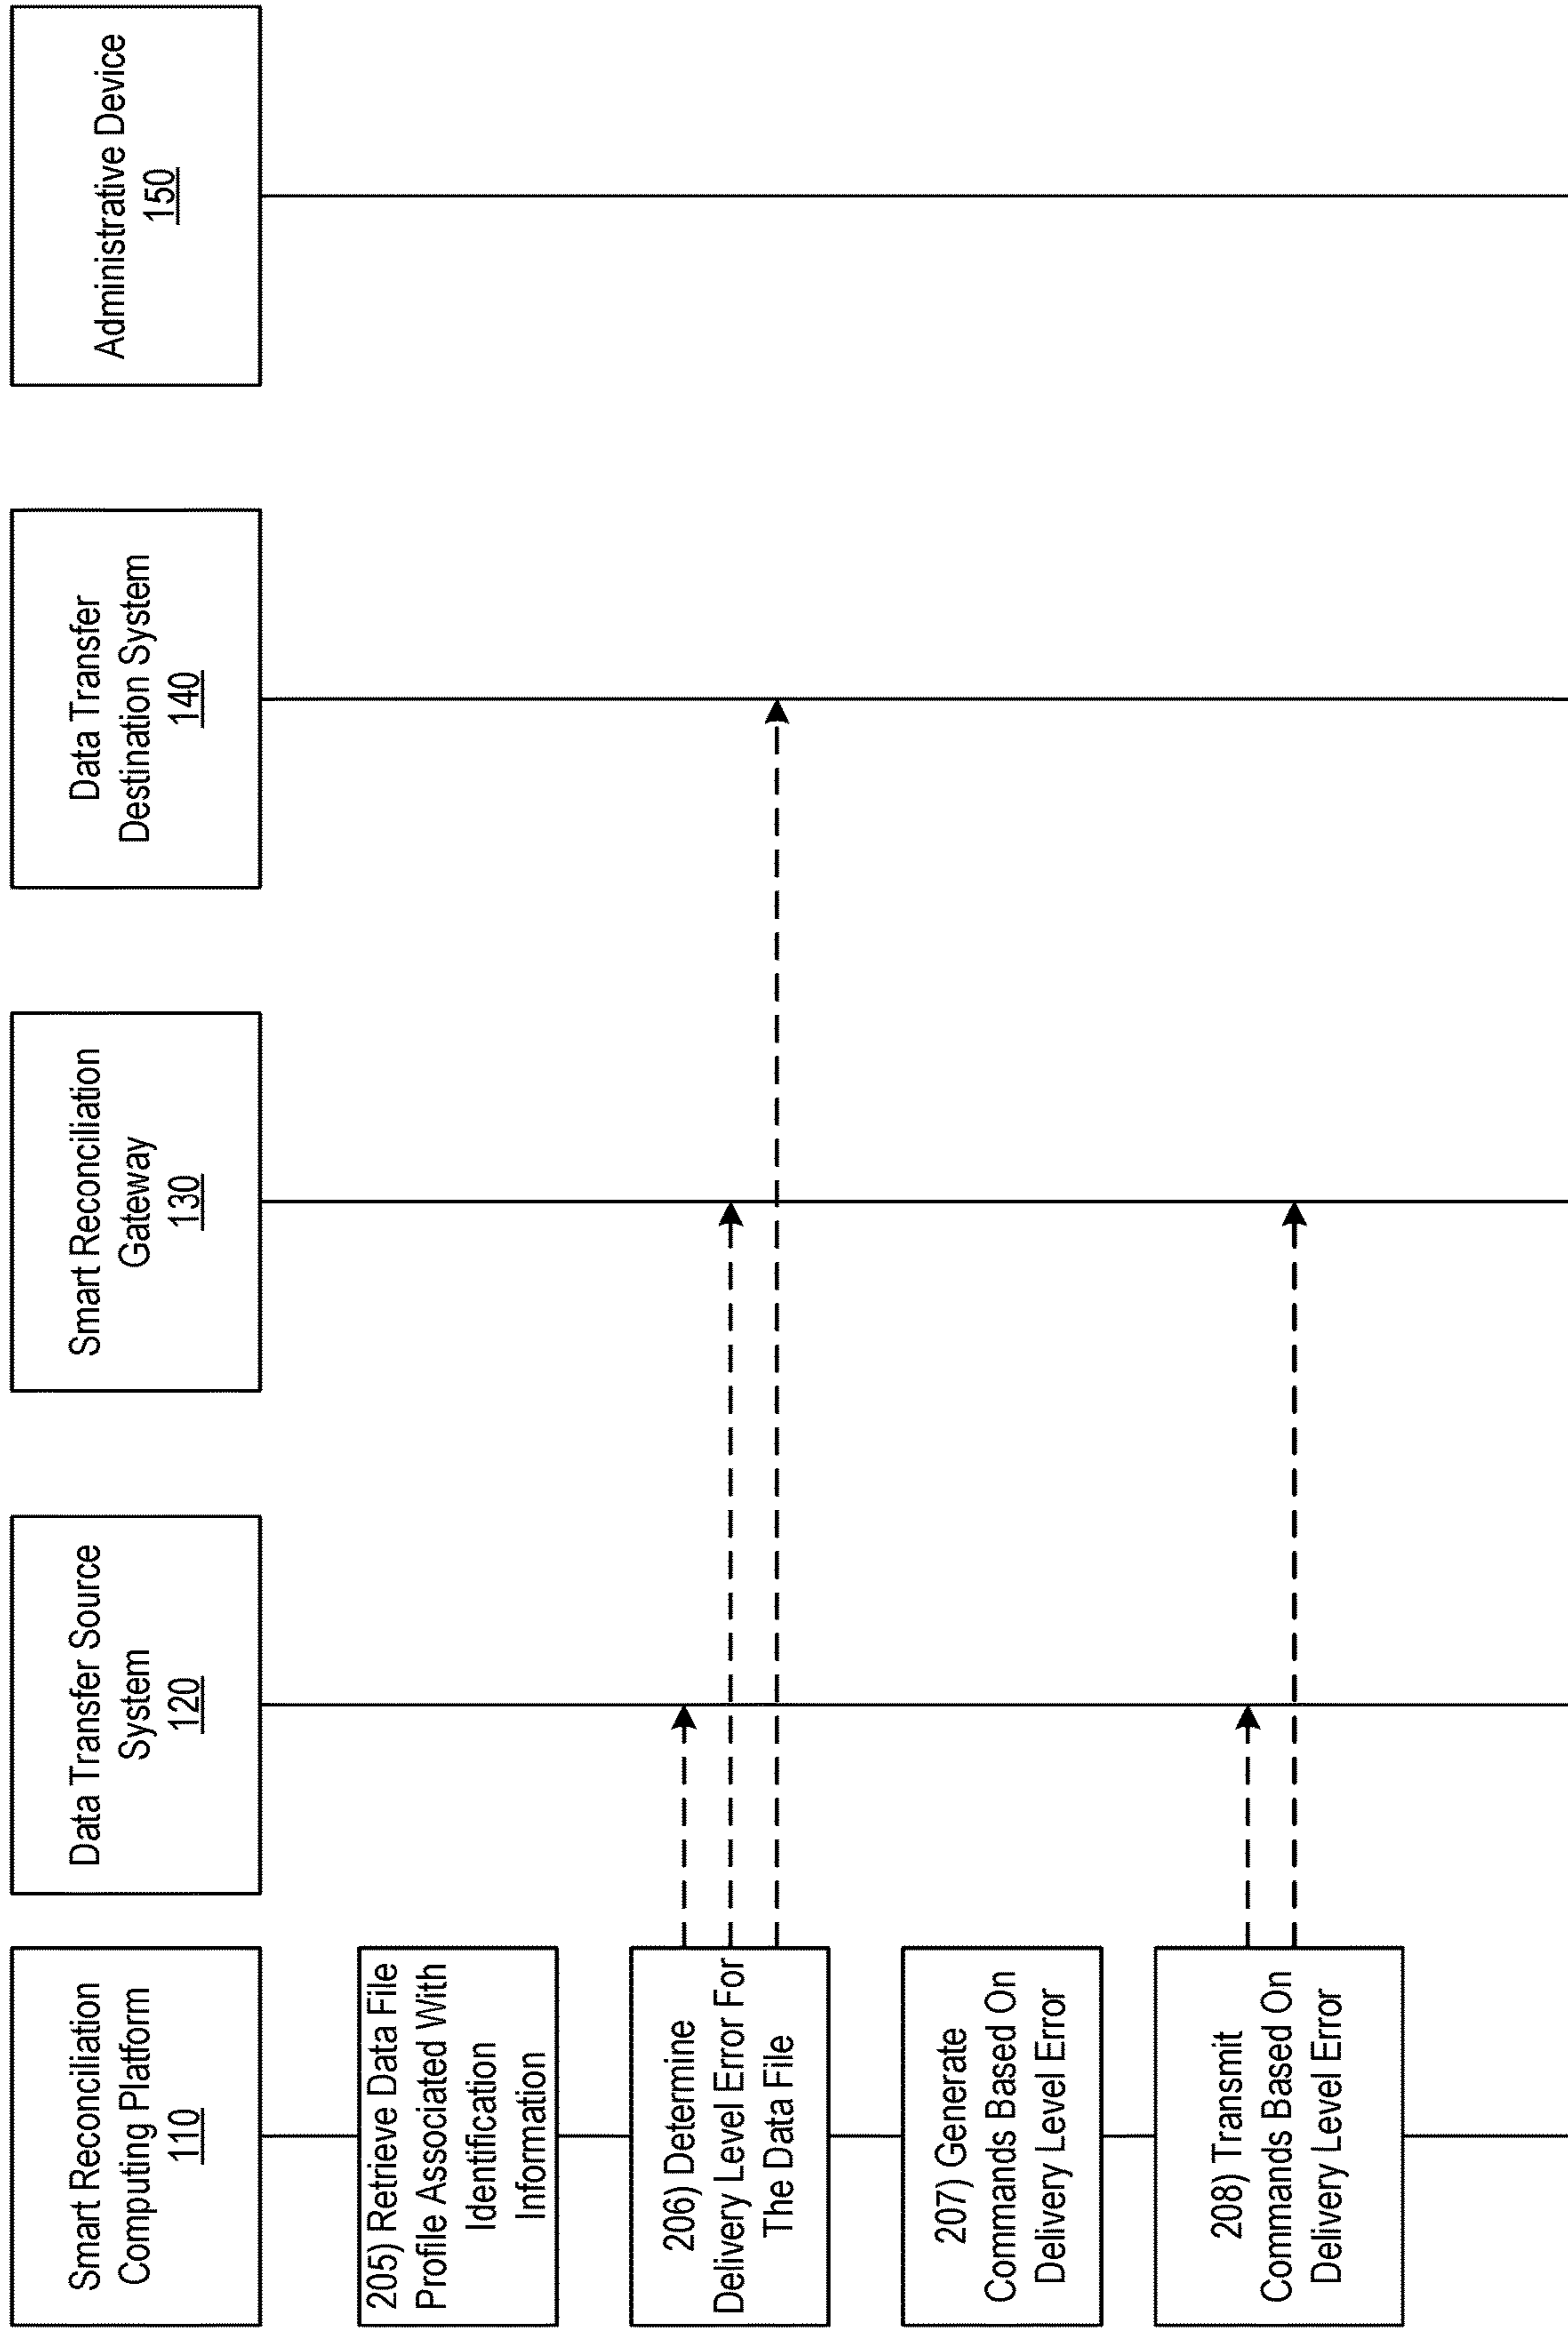 Smart Reconciliation
Computing Platform
110
Data Transfer Source
System
120
Smart Reconciliation
Gateway
130
Data Transfer
Destination System
140
Administrative Device
150
205) Retrieve Data File
Profile Associated With
Identification
Information
206) Determine
Delivery Level Error For
The Data File
207) Generate
Commands Based On
Delivery Level Error
208) Transmit
Commands Based On
Delivery Level Error